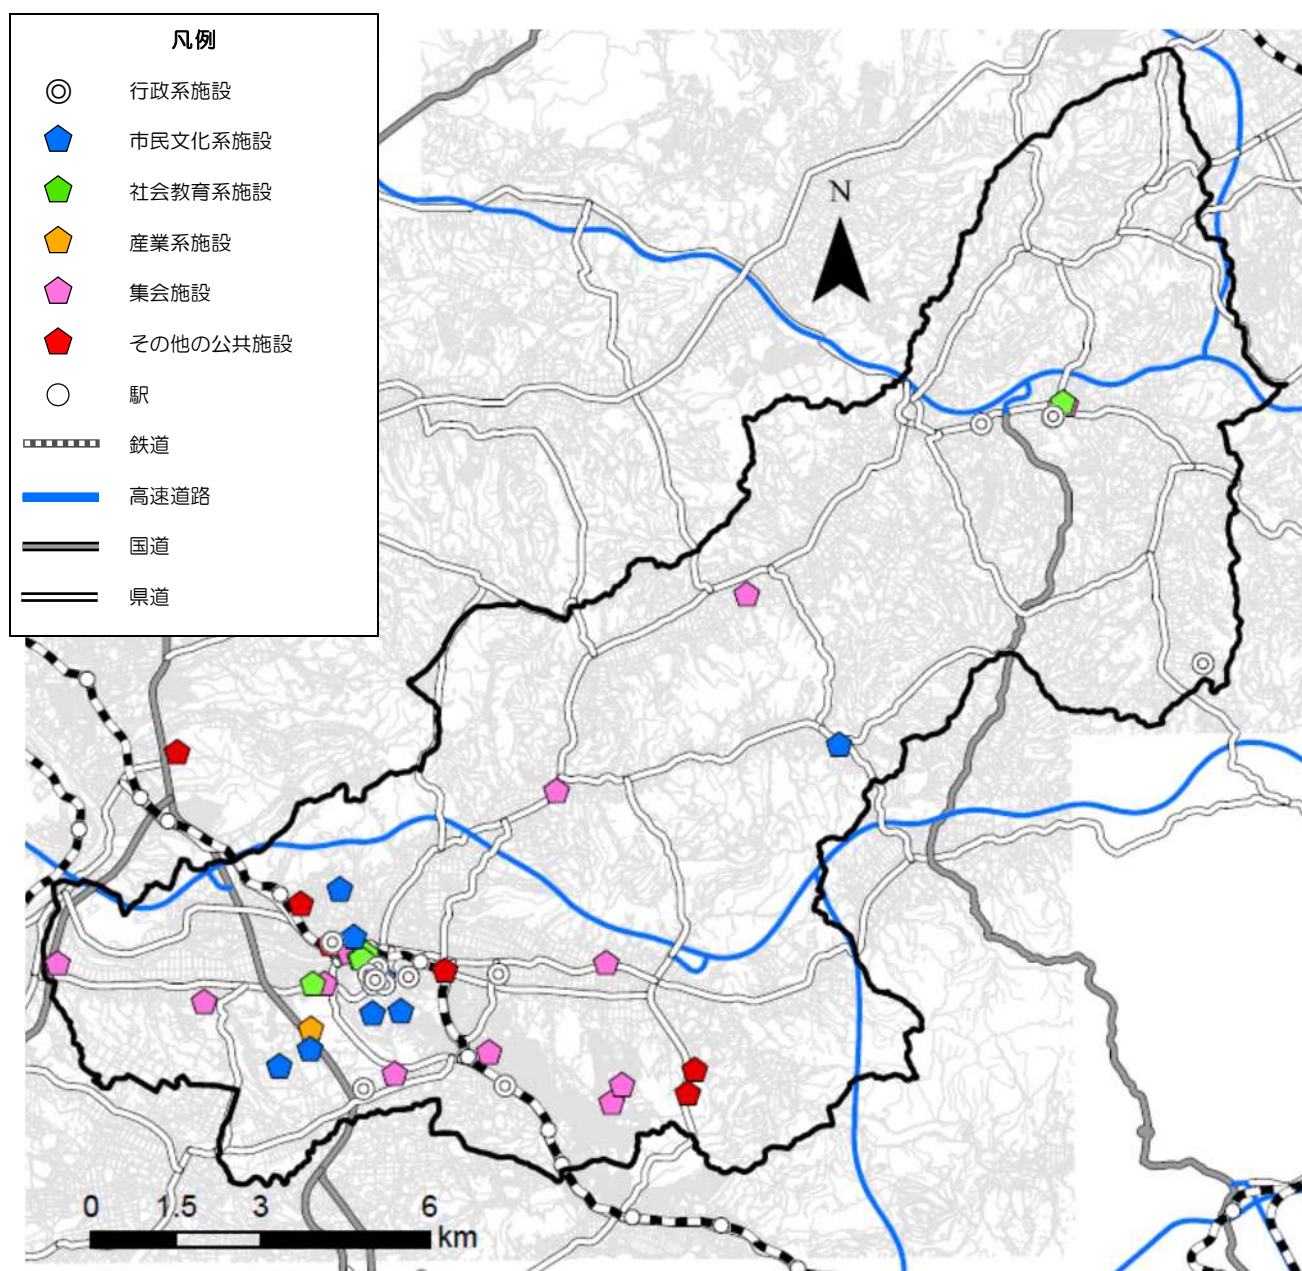 凡例
行政系施設
市民文化系施設
社会教育系施設
産業系施設
集会施設
その他の公共施設
駅
鉄道
高速道路
国道
県道
N
0 1.5 3 6
km